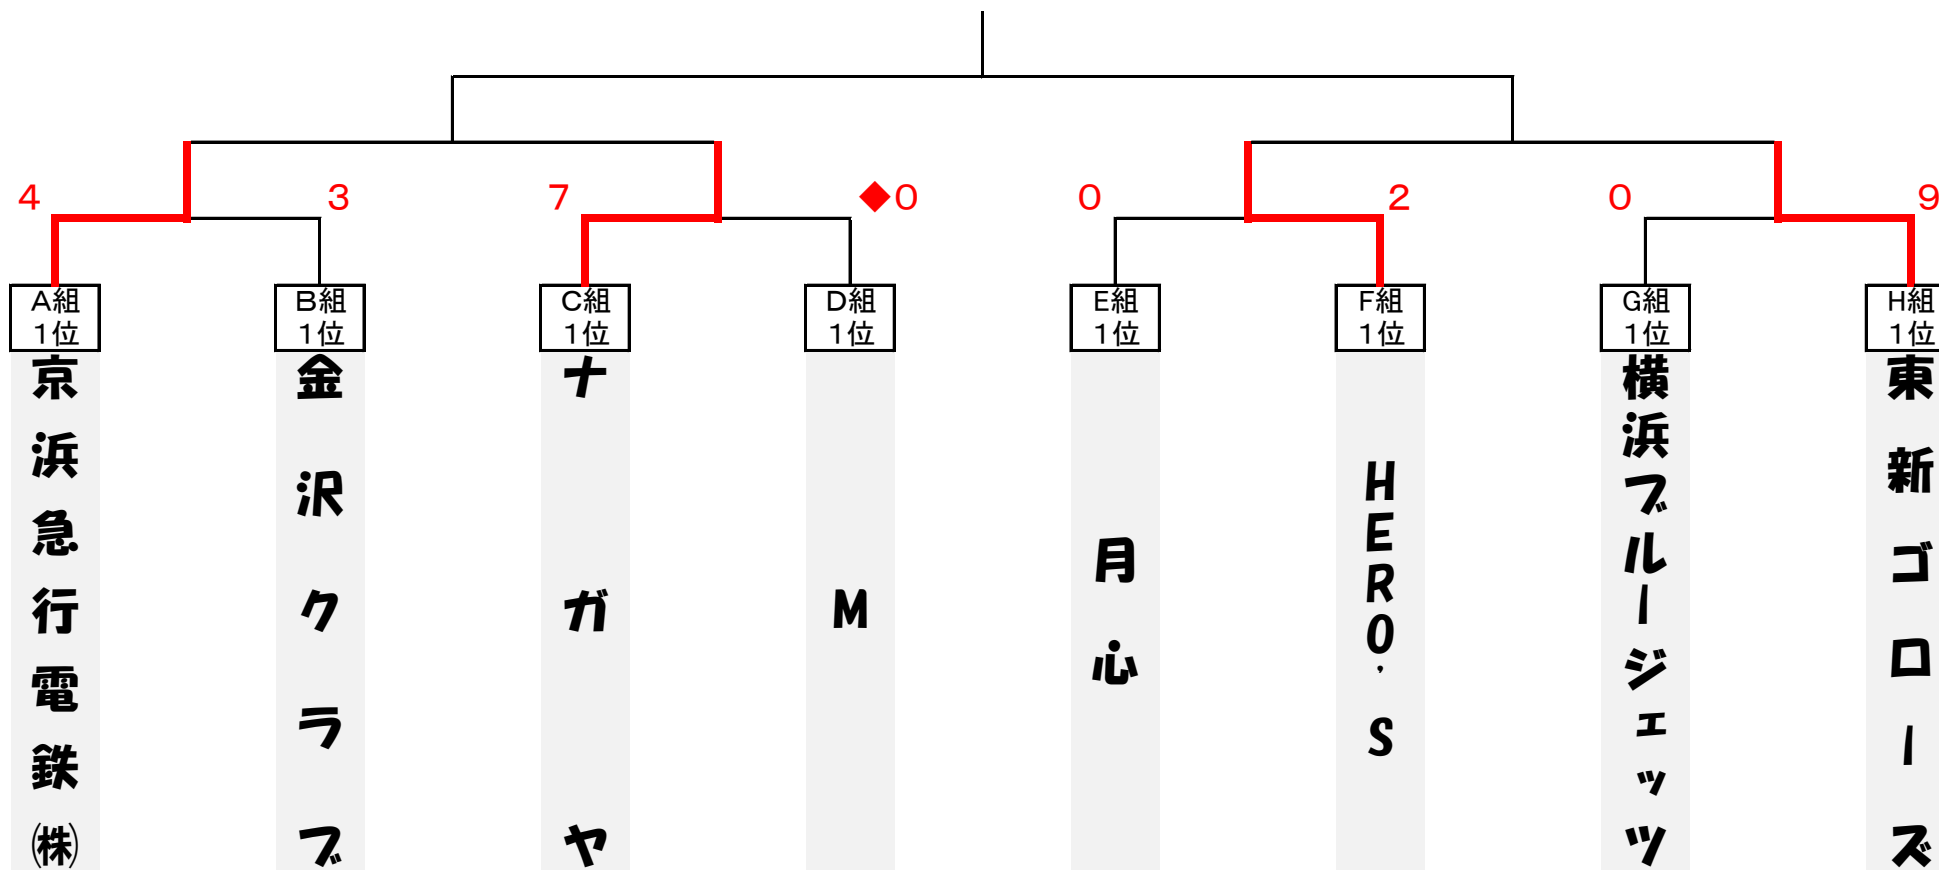 4 3 7 ◆0 0 2 0 9
A組 B組 C組 D組 E組 F組 G組 H組
1位 1位 1位 1位 1位 1位 1位 1位
京浜急行電鉄㈱
金沢クラブ
ナガヤ
M
月心
HERO’S
横浜ブルージェッツ
東新ゴローズ